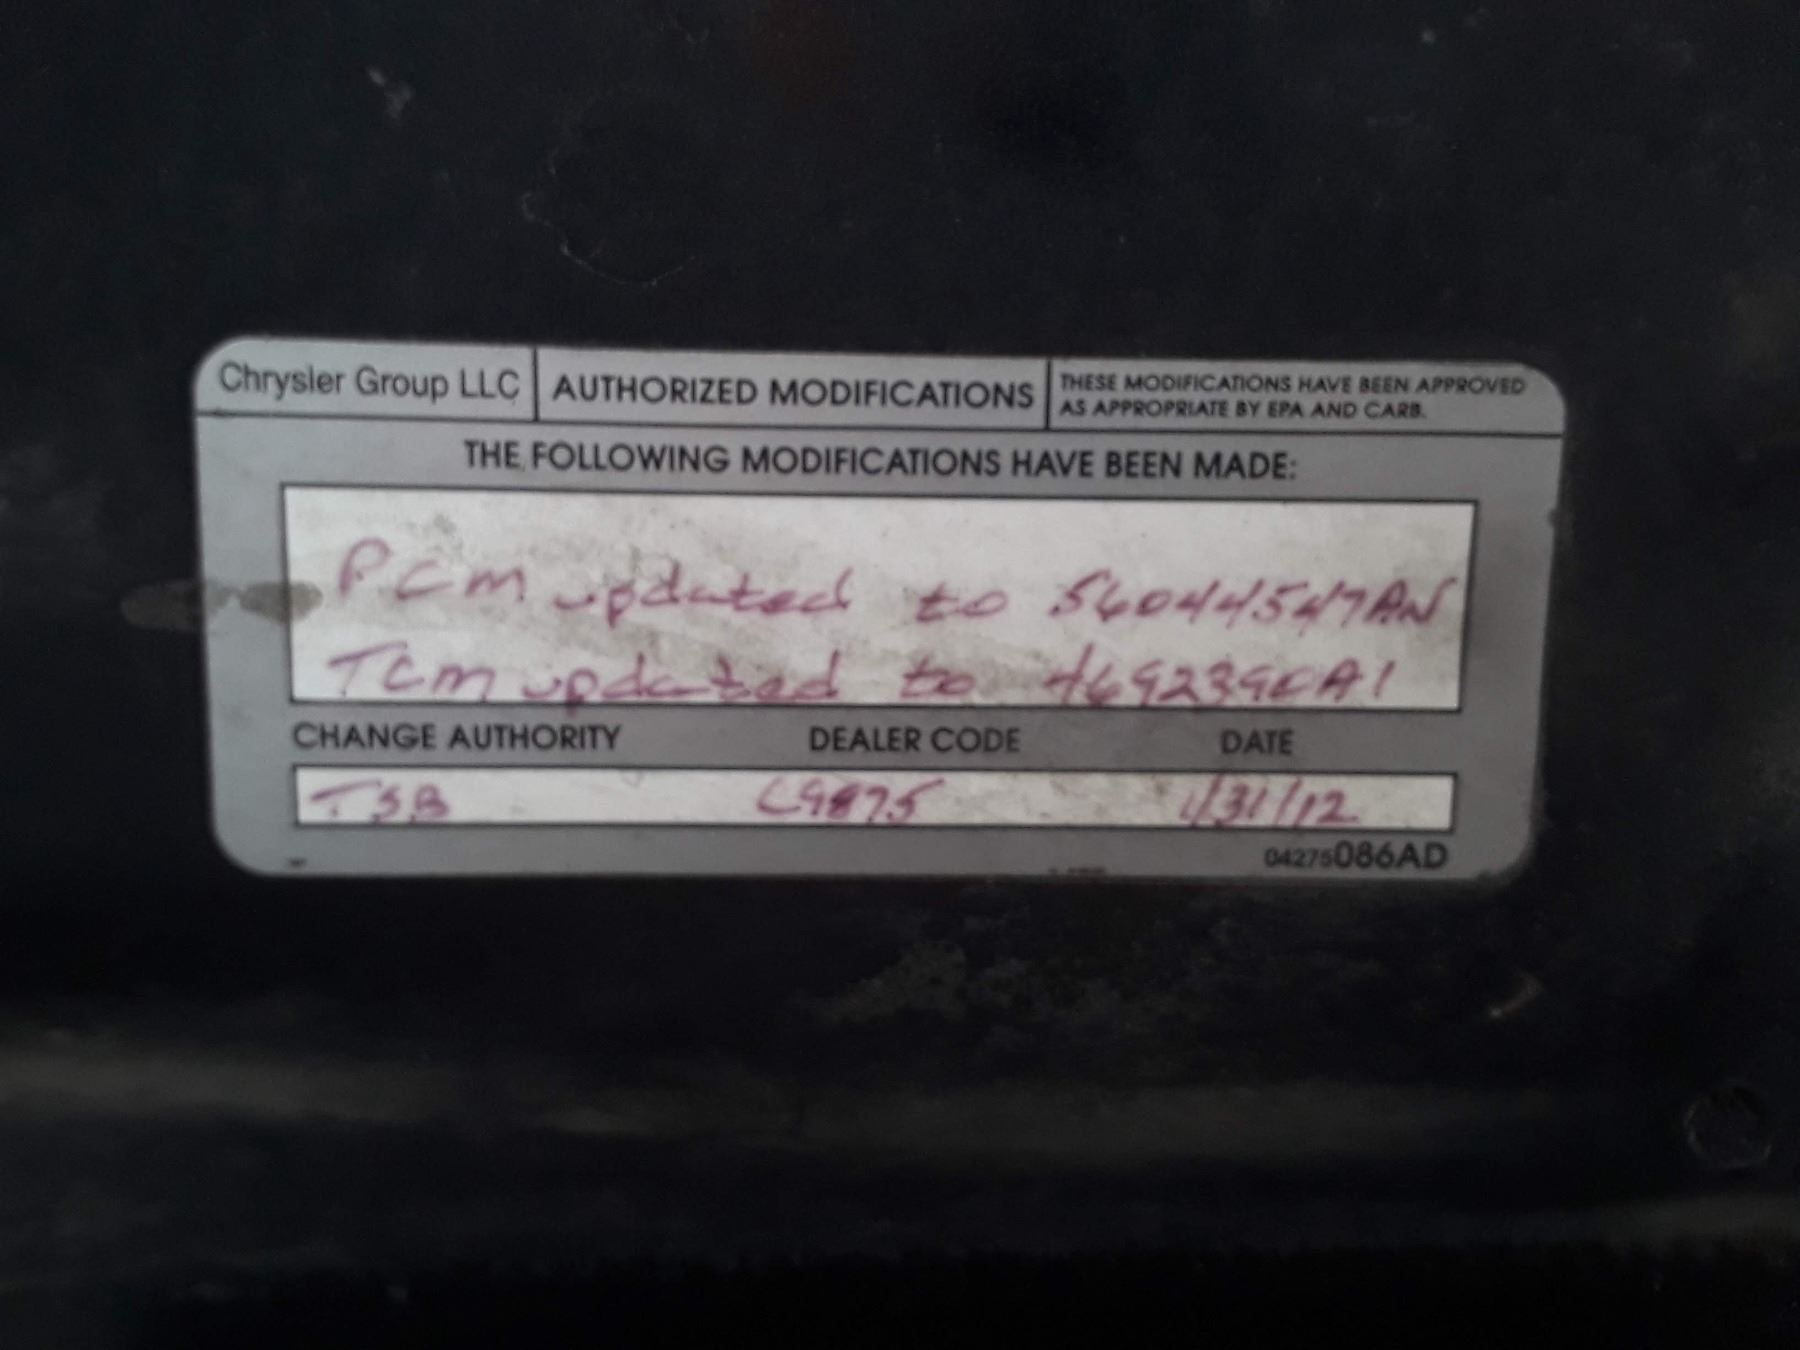 Chrysler Group LLC
AUTHORIZED MODIFICATIONS
THESE MODIFICATIONS HAVE BEEN APPROVED
AS APPROPRIATE BY EPA AND CARB.
THE FOLLOWING MODIFICATIONS HAVE BEEN MADE:
PCM updated to 56044547AN
TCM updated to
CHANGE AUTHORITY DEALER CODE DATE
TSB 1/31/12
04275086AD